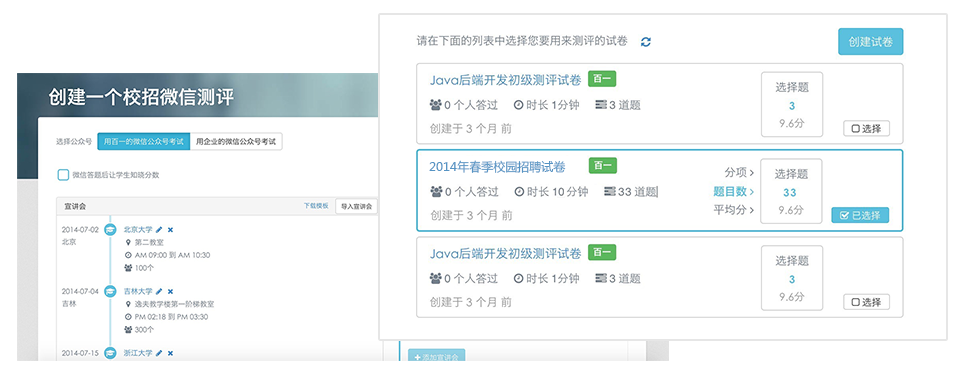 请在下面的列表中选择您要用来测评的试卷
创建试卷
Java后端开发初级测评试卷 百一
0 个人答过 时长 1分钟 3 道题
创建于 3 个月 前
选择题
3
9.6分
选择
2014年春季校园招聘试卷 百一
0 个人答过 时长 10 分钟 33 道题
创建于 3 个月 前
分项
题目数
平均分
选择题
33
9.6分
已选择
Java后端开发初级测评试卷 百一
0 个人答过 时长 1分钟 3 道题
创建于 3 个月 前
选择题
3
9.6分
选择
创建一个校招微信测评
选择公众号 用百一的微信公众号考试 用企业的微信公众号考试
微信答题后让学生知晓分数
宣讲会 下载模板 导入宣讲会
2014-07-02 北京大学
北京 第二教室
AM 09:00 到 AM 10:30
100个
2014-07-04 吉林大学
吉林 逸夫教学楼第一阶梯教室
PM 02:18 到 PM 03:30
300个
2014-07-15 浙江大学
+ 添加宣讲会